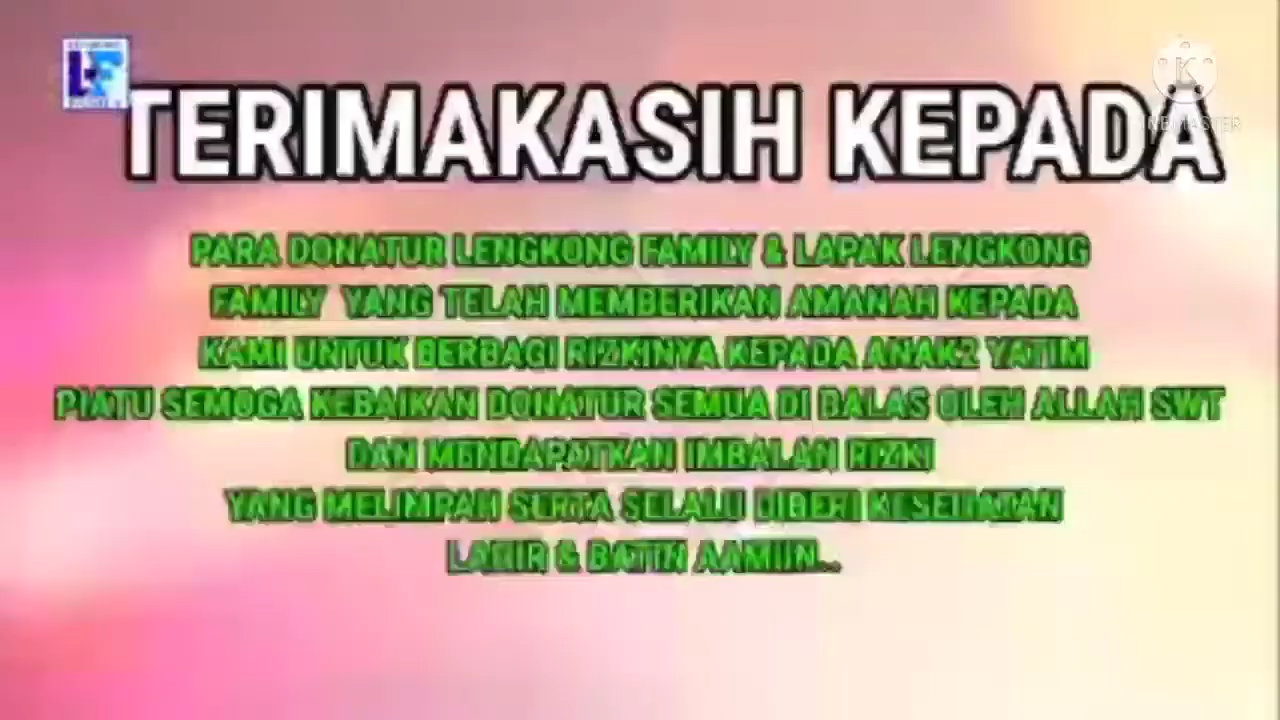 LF
TERIMAKASIH KEPADA
K
NEMASTER
PARA DONATUR LENGKONG FAMILY & LAPAK LENGKONG
FAMILY YANG TELAH MEMBERIKAN AMANAH KEPADA
KAMI UNTUK BERBAGI RIZKINYA KEPADA ANAK2 YATIM
PIATU SEMOGA KEBAIKAN DONATUR SEMUA DI BALAS OLEH ALLAH SWT
DAN MENDAPATKAN IMBALAN RIZKI
YANG MELIMPAH SERTA SELALU DIBERI KESEHATAN
LAHIR & BATIN AAMIIN...